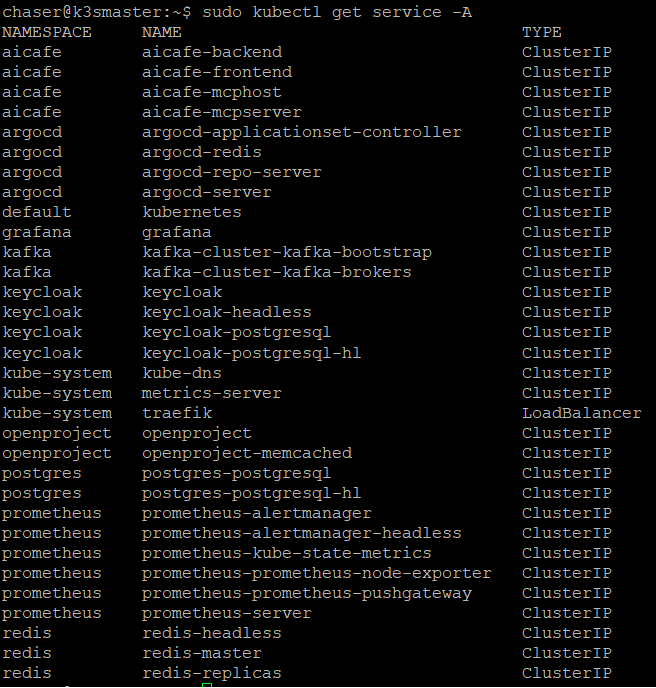 chaser@k3smaster:~$ sudo kubectl get service -A
NAMESPACE NAME TYPE
aicafe aicafe-backend ClusterIP
aicafe aicafe-frontend ClusterIP
aicafe aicafe-mcphost ClusterIP
aicafe aicafe-mcpserver ClusterIP
argocd argocd-applicationset-controller ClusterIP
argocd argocd-redis ClusterIP
argocd argocd-repo-server ClusterIP
argocd argocd-server ClusterIP
default kubernetes ClusterIP
grafana grafana ClusterIP
kafka kafka-cluster-kafka-bootstrap ClusterIP
kafka kafka-cluster-kafka-brokers ClusterIP
keycloak keycloak ClusterIP
keycloak keycloak-headless ClusterIP
keycloak keycloak-postgresql ClusterIP
keycloak keycloak-postgresql-hl ClusterIP
kube-system kube-dns ClusterIP
kube-system metrics-server ClusterIP
kube-system traefik LoadBalancer
openproject openproject ClusterIP
openproject openproject-memcached ClusterIP
postgres postgres-postgresql ClusterIP
postgres postgres-postgresql-hl ClusterIP
prometheus prometheus-alertmanager ClusterIP
prometheus prometheus-alertmanager-headless ClusterIP
prometheus prometheus-kube-state-metrics ClusterIP
prometheus prometheus-prometheus-node-exporter ClusterIP
prometheus prometheus-prometheus-pushgateway ClusterIP
prometheus prometheus-server ClusterIP
redis redis-headless ClusterIP
redis redis-master ClusterIP
redis redis-replicas ClusterIP